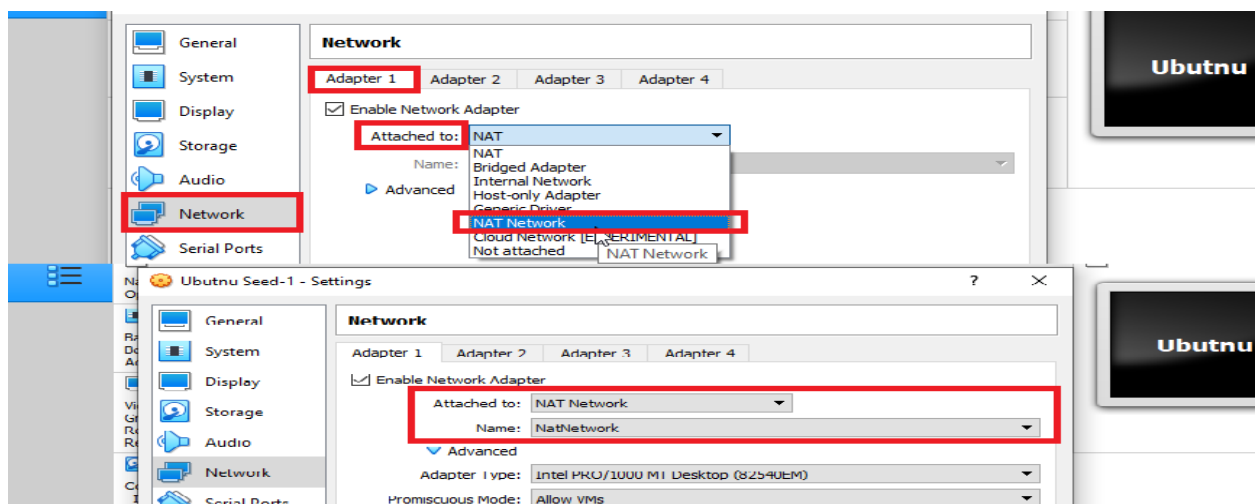 General
Network
System
Adapter 1 Adapter 2 Adapter 3 Adapter 4
Ubutnu
Display
Enable Network Adapter
Attached to: NAT
Storage
NAT
Name:
Bridged Adapter
Audio
Internal Network
Advanced
Host-only Adapter
Generic Driver
Network
NAT Network
Cloud Network [EXPERIMENTAL]
Serial Ports
Not attached
NAT Network
Ubutnu Seed-1 - Settings ?
General
Network
System
Adapter 1 Adapter 2 Adapter 3 Adapter 4
Ubutnu
Display
Enable Network Adapter
Attached to: NAT Network
Storage
Name: NatNetwork
Audio
Advanced
Network
Adapter Type: Intel PRO/1000 MT Desktop (82540EM)
Serial Ports
Promiscuous Mode: Allow VMs